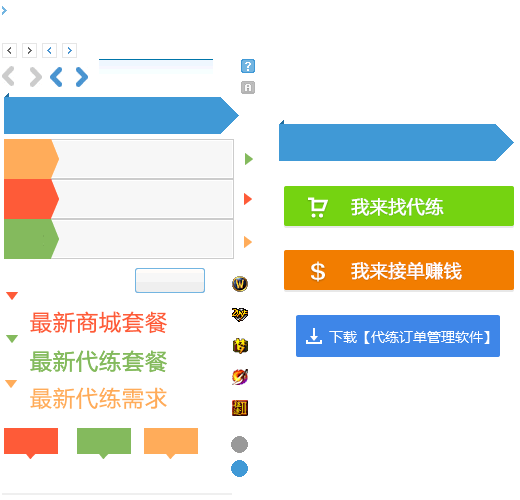 ?
A
我来找代练
$ 我来接单赚钱
下载【代练订单管理软件】
最新商城套餐
最新代练套餐
最新代练需求